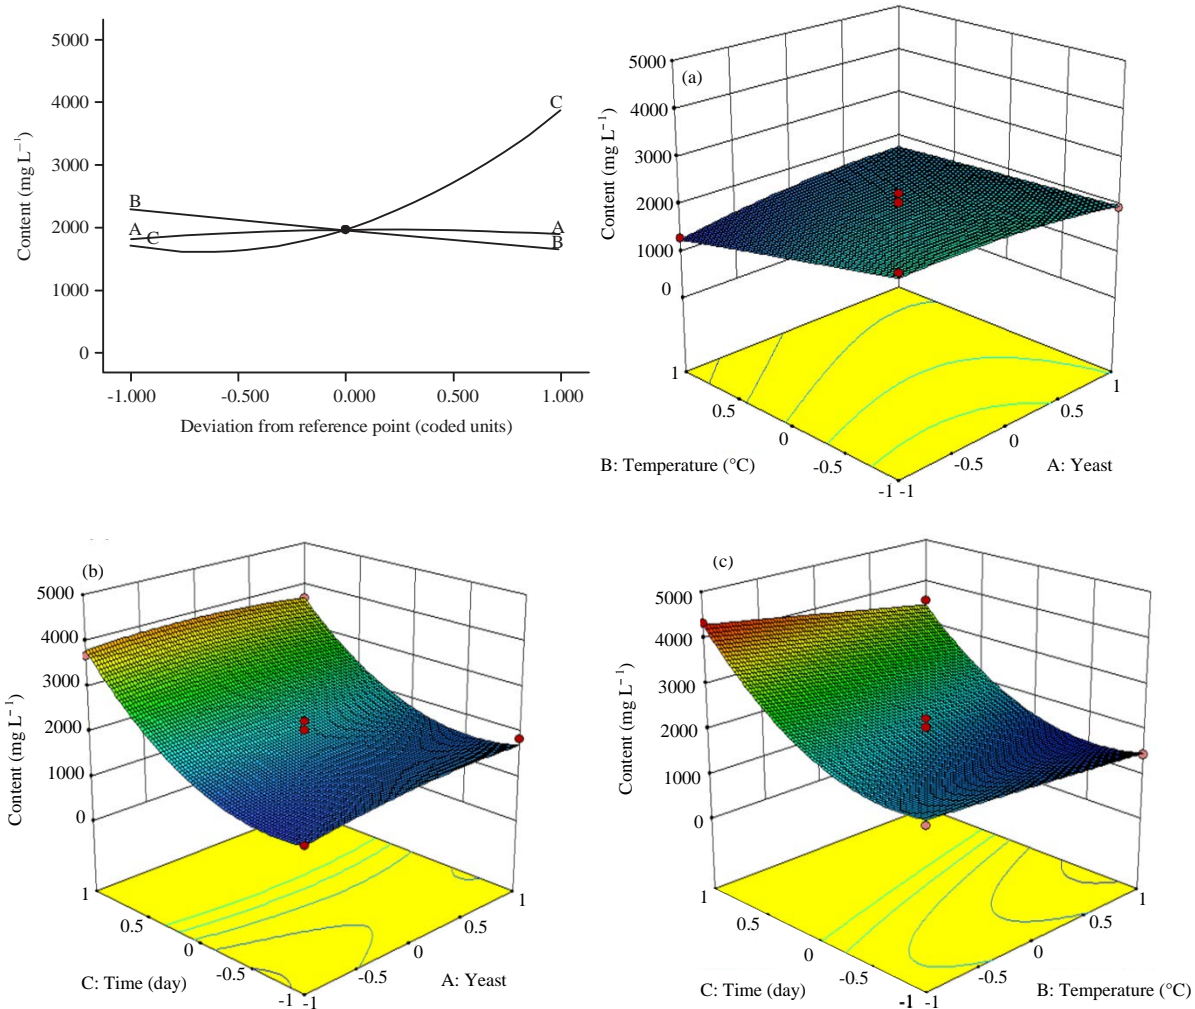 5000
4000
3000
2000
1000
0
Content (mg L⁻¹)
B
A
C
C
A
B
-1.000
-0.500
0.000
0.500
1.000
Deviation from reference point (coded units)
(a)
5000
4000
3000
2000
1000
0
Content (mg L⁻¹)
1
0.5
0
-0.5
-1
-1
-0.5
0
0.5
1
B: Temperature (°C)
A: Yeast
(b)
5000
4000
3000
2000
1000
0
Content (mg L⁻¹)
1
0.5
0
-0.5
-1
-1
-0.5
0
0.5
1
C: Time (day)
A: Yeast
(c)
5000
4000
3000
2000
1000
0
Content (mg L⁻¹)
1
0.5
0
-0.5
-1
-1
-0.5
0
0.5
1
C: Time (day)
B: Temperature (°C)